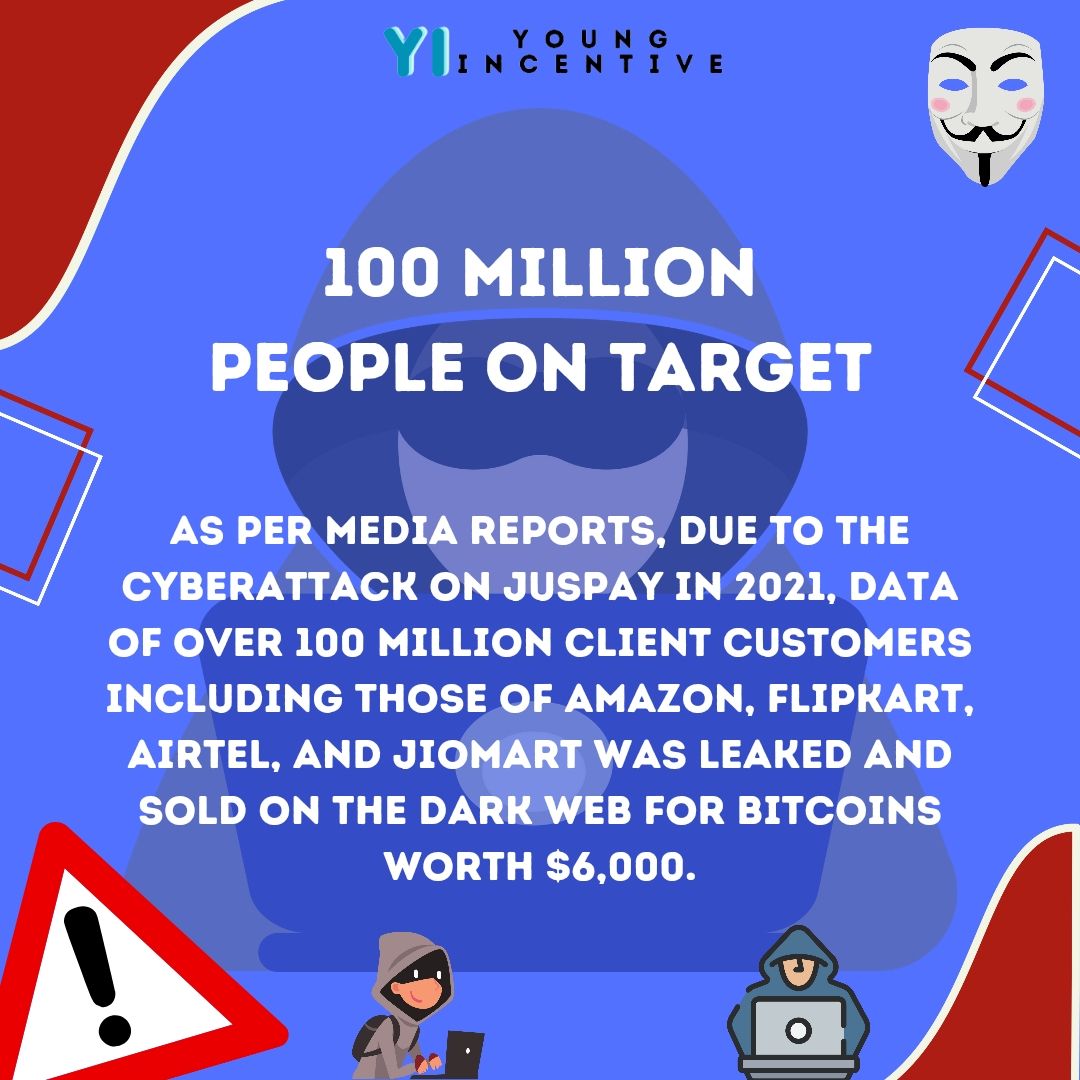 YI YOUNG
INCENTIVE
100 MILLION
PEOPLE ON TARGET
AS PER MEDIA REPORTS, DUE TO THE
CYBERATTACK ON JUSPAY IN 2021, DATA
OF OVER 100 MILLION CLIENT CUSTOMERS
INCLUDING THOSE OF AMAZON, FLIPKART,
AIRTEL, AND JIOMART WAS LEAKED AND
SOLD ON THE DARK WEB FOR BITCOINS
WORTH $6,000.